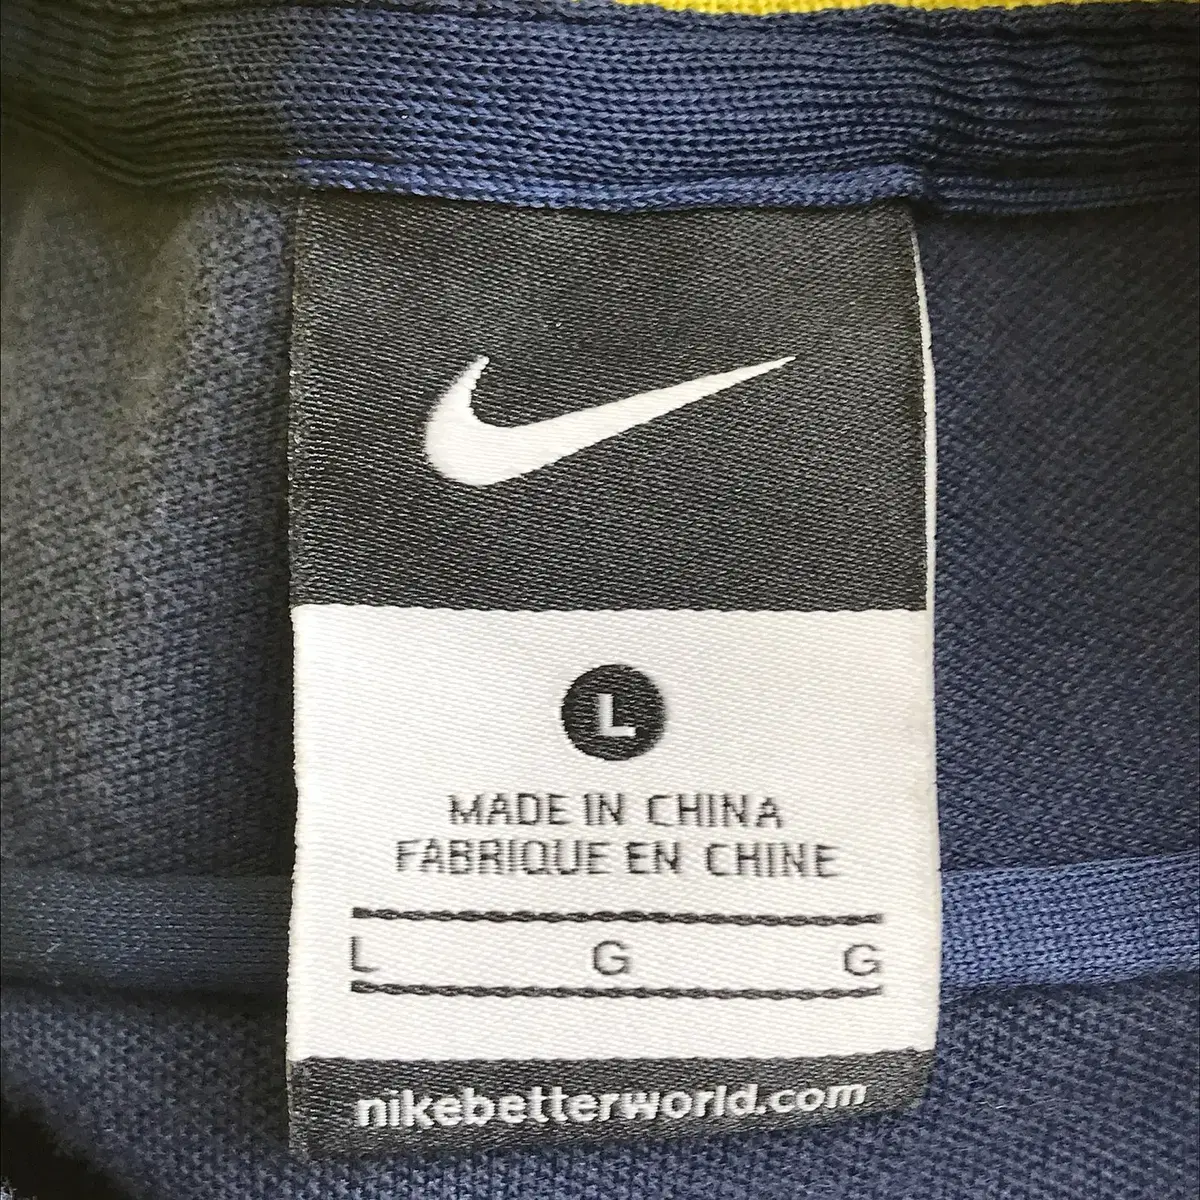 L
MADE IN CHINA
FABRIQUE EN CHINE
L G G
nikebetterworld.com